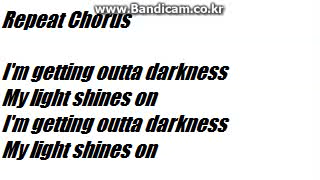 www.Bandicam.co.kr
Repeat Chorus
I'm getting outta darkness
My light shines on
I'm getting outta darkness
My light shines on